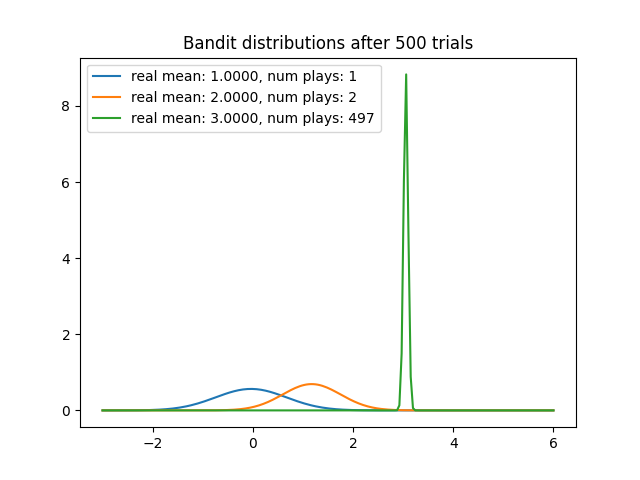 Bandit distributions after 500 trials
real mean: 1.0000, num plays: 1
real mean: 2.0000, num plays: 2
real mean: 3.0000, num plays: 497
8
6
4
2
0
−2
0
2
4
6